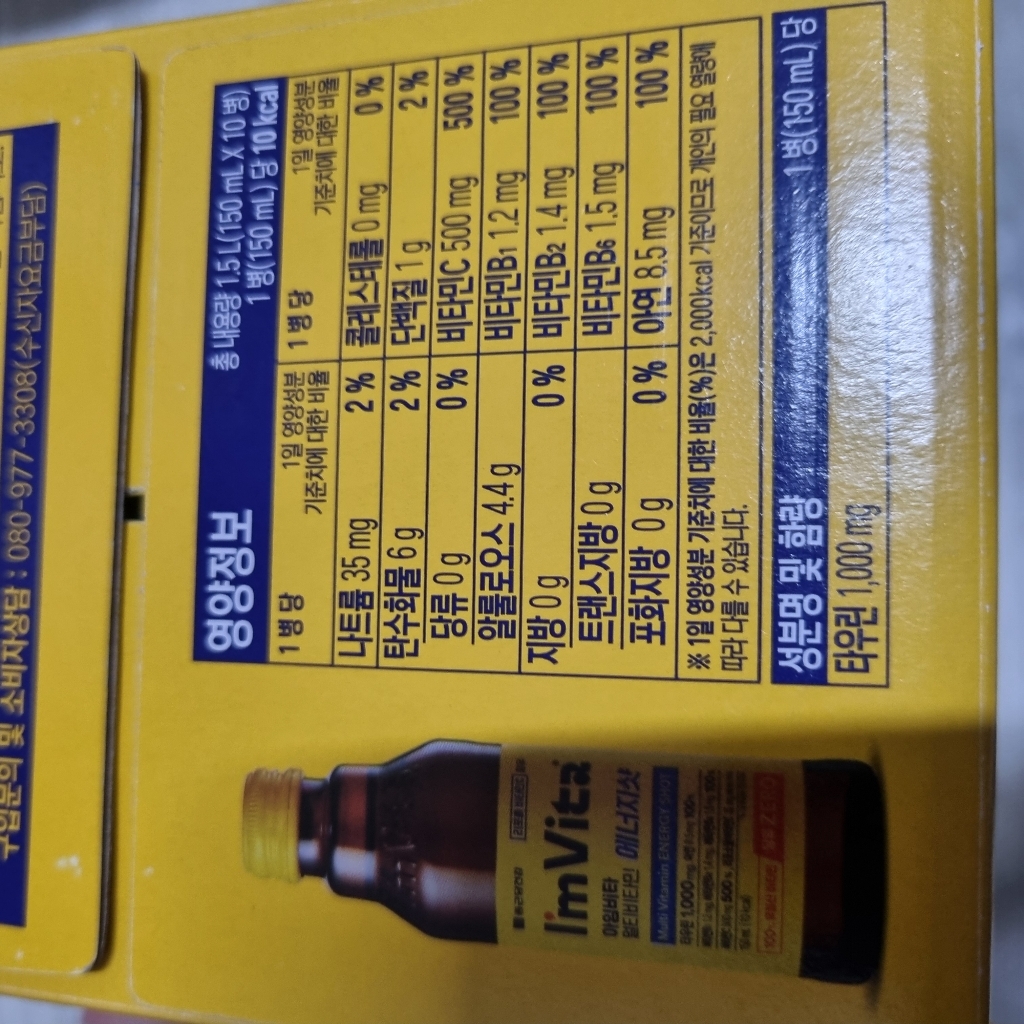 구입문의 및 소비자상담 : 080-977-3308(수신자요금부담)
영양정보
총 내용량 1.5 L(150 mL X 10 병)
1 병(150 mL) 당 10 kcal
1 병 당 1일 영양성분 기준치에 대한 비율 1 병 당 1일 영양성분 기준치에 대한 비율
나트륨 35 mg 2 % 콜레스테롤 0 mg 0 %
탄수화물 6 g 2 % 단백질 1 g 2 %
당류 0 g 0 % 비타민C 500 mg 500 %
알룰로오스 4.4 g 비타민B1 1.2 mg 100 %
지방 0 g 0 % 비타민B2 1.4 mg 100 %
트랜스지방 0 g 비타민B6 1.5 mg 100 %
포화지방 0 g 0 % 아연 8.5 mg 100 %
※ 1일 영양성분 기준치에 대한 비율(%)은 2,000kcal 기준이므로 개인의 필요 열량에
따라 다를 수 있습니다.
성분명 및 함량 1 병(150 mL) 당
타우린 1,000 mg
종근당건강
I'mVita
아임비타
멀티비타민 에너지샷
Multi Vitamin ENERGY SHOT